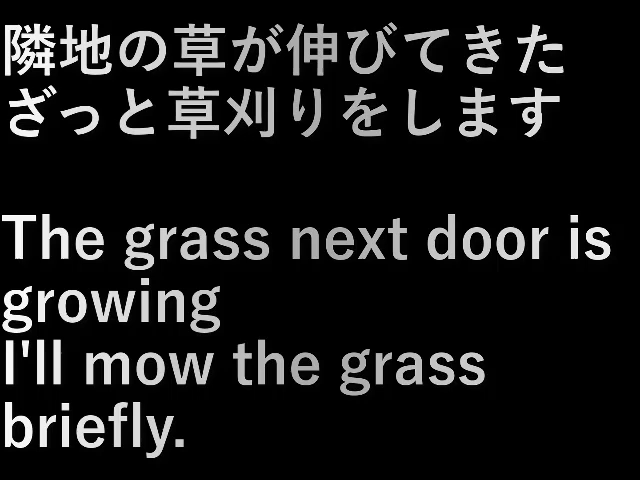 隣地の草が伸びてきた
ざっと草刈りをします
The grass next door is
growing
I'll mow the grass
briefly.